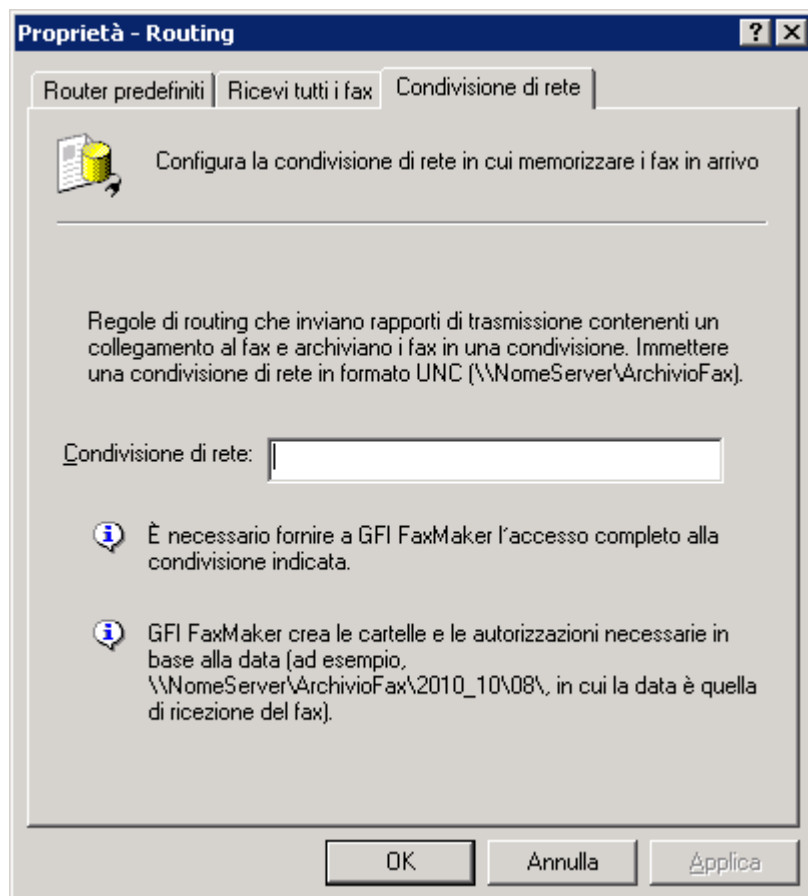 Proprietà - Routing
Router predefiniti
Ricevi tutti i fax
Condivisione di rete
Configura la condivisione di rete in cui memorizzare i fax in arrivo
Regole di routing che inviano rapporti di trasmissione contenenti un
collegamento al fax e archiviano i fax in una condivisione. Immettere
una condivisione di rete in formato UNC (\\NomeServer\ArchivioFax).
Condivisione di rete:
È necessario fornire a GFI FaxMaker l'accesso completo alla
condivisione indicata.
GFI FaxMaker crea le cartelle e le autorizzazioni necessarie in
base alla data (ad esempio,
\\NomeServer\ArchivioFax\2010_10\08\, in cui la data è quella
di ricezione del fax).
OK
Annulla
Applica